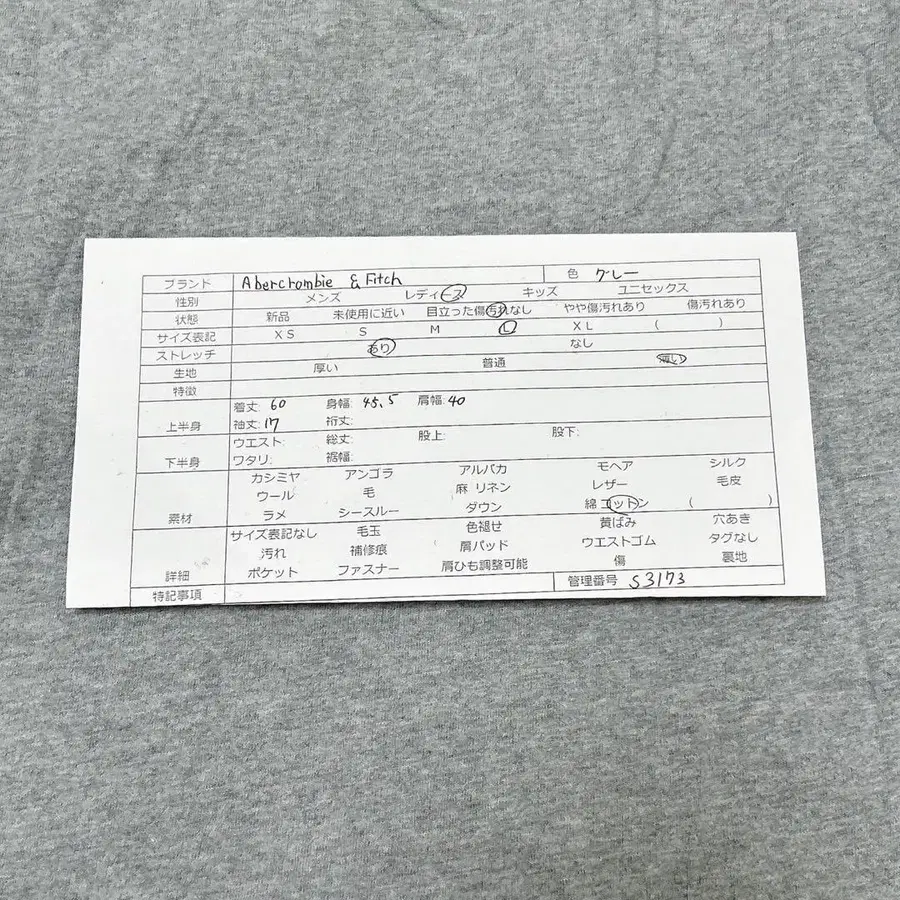 ブランド Abercrombie & Fitch 色 グレー
性別 メンズ レディース キッズ ユニセックス
状態 新品 未使用に近い 目立った傷汚れなし やや傷汚れあり 傷汚れあり
サイズ表記 XS S M L XL ( )
ストレッチ あり なし
生地 厚い 普通 薄い
特徴
上半身 着丈: 60 身幅: 45.5 肩幅: 40
袖丈: 17 裄丈:
下半身 ウエスト: 総丈: 股上: 股下:
ワタリ: 裾幅:
素材 カシミヤ アンゴラ アルパカ モヘア シルク
ウール 毛 麻 リネン レザー 毛皮
ラメ シースルー ダウン 綿 コットン ( )
詳細 サイズ表記なし 毛玉 色褪せ 黄ばみ 穴あき
汚れ 補修痕 肩パッド ウエストゴム タグなし
ポケット ファスナー 肩ひも調整可能 傷 裏地
特記事項 管理番号 S3173